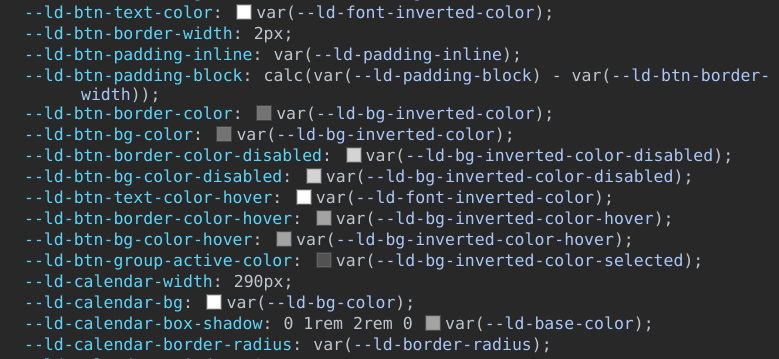 --ld-btn-text-color: var(--ld-font-inverted-color);
--ld-btn-border-width: 2px;
--ld-btn-padding-inline: var(--ld-padding-inline);
--ld-btn-padding-block: calc(var(--ld-padding-block) - var(--ld-btn-border-
width));
--ld-btn-border-color: var(--ld-bg-inverted-color);
--ld-btn-bg-color: var(--ld-bg-inverted-color);
--ld-btn-border-color-disabled: var(--ld-bg-inverted-color-disabled);
--ld-btn-bg-color-disabled: var(--ld-bg-inverted-color-disabled);
--ld-btn-text-color-hover: var(--ld-font-inverted-color);
--ld-btn-border-color-hover: var(--ld-bg-inverted-color-hover);
--ld-btn-bg-color-hover: var(--ld-bg-inverted-color-hover);
--ld-btn-group-active-color: var(--ld-bg-inverted-color-selected);
--ld-calendar-width: 290px;
--ld-calendar-bg: var(--ld-bg-color);
--ld-calendar-box-shadow: 0 1rem 2rem 0 var(--ld-base-color);
--ld-calendar-border-radius: var(--ld-border-radius);